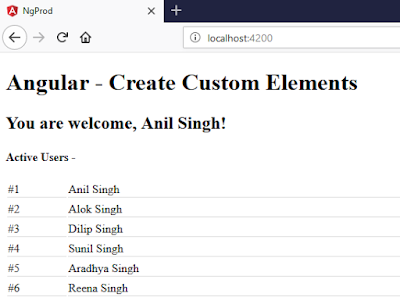 NgProd
localhost:4200
Angular - Create Custom Elements
You are welcome, Anil Singh!
Active Users -
#1 Anil Singh
#2 Alok Singh
#3 Dilip Singh
#4 Sunil Singh
#5 Aradhya Singh
#6 Reena Singh